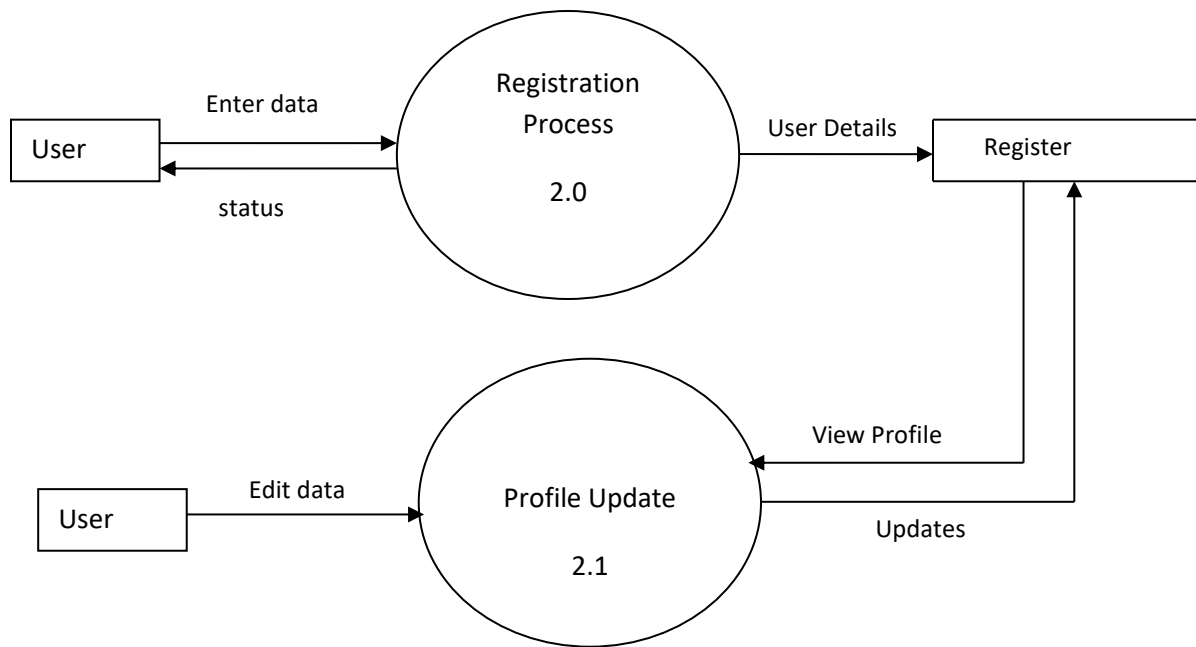 Registration
Process
2.0
Enter data
User
status
User Details
Register
View Profile
Profile Update
2.1
Edit data
User
Updates